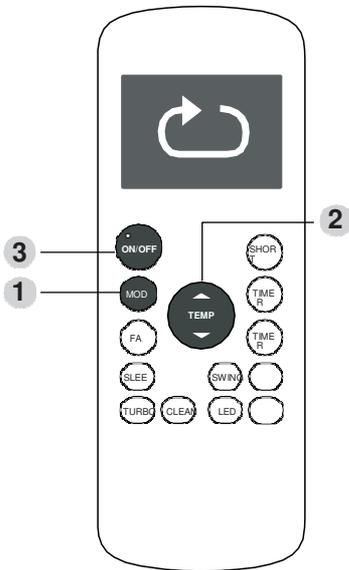 2
ON/OFF
3
SHOR
T
1
MOD
TEMP
TIME
R
FA
TIME
R
SLEE
SWING
TURBO
CLEAN
LED